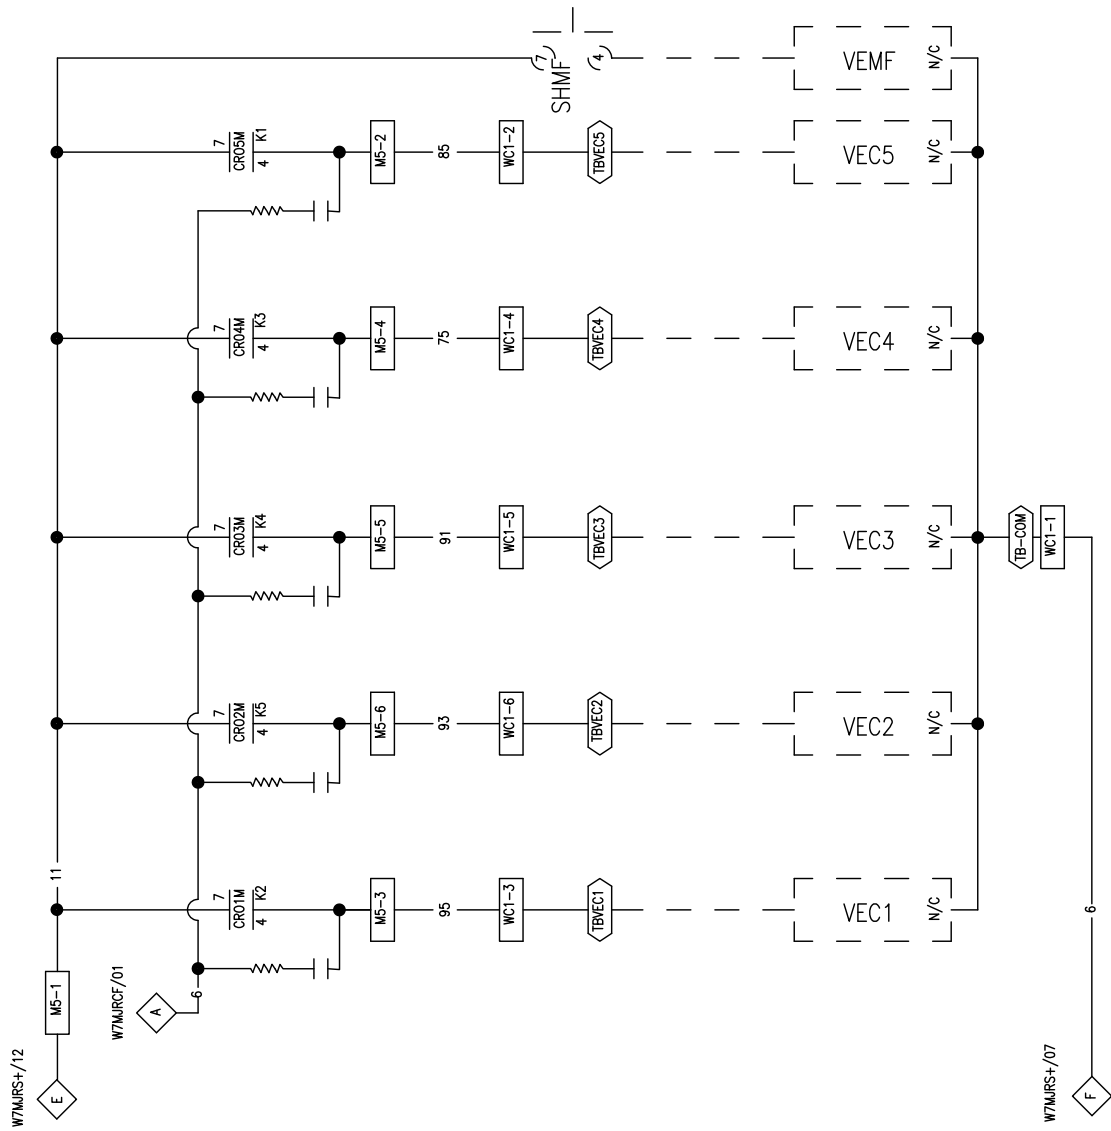 7
SHMF
4
VEMF
N/C
7
CR05M
4
K1
M5-2
85
WC1-2
TBVEC5
VEC5
N/C
7
CR04M
4
K3
M5-4
75
WC1-4
TBVEC4
VEC4
N/C
7
CR03M
4
K4
M5-5
91
WC1-5
TBVEC3
VEC3
N/C
TB-COM
WC1-1
7
CR02M
4
K5
M5-6
93
WC1-6
TBVEC2
VEC2
N/C
11
7
CR01M
4
K2
M5-3
95
WC1-3
TBVEC1
VEC1
N/C
6
M5-1
W7MJRCF/01
A
6
W7MJRS+/12
E
W7MJRS+/07
F